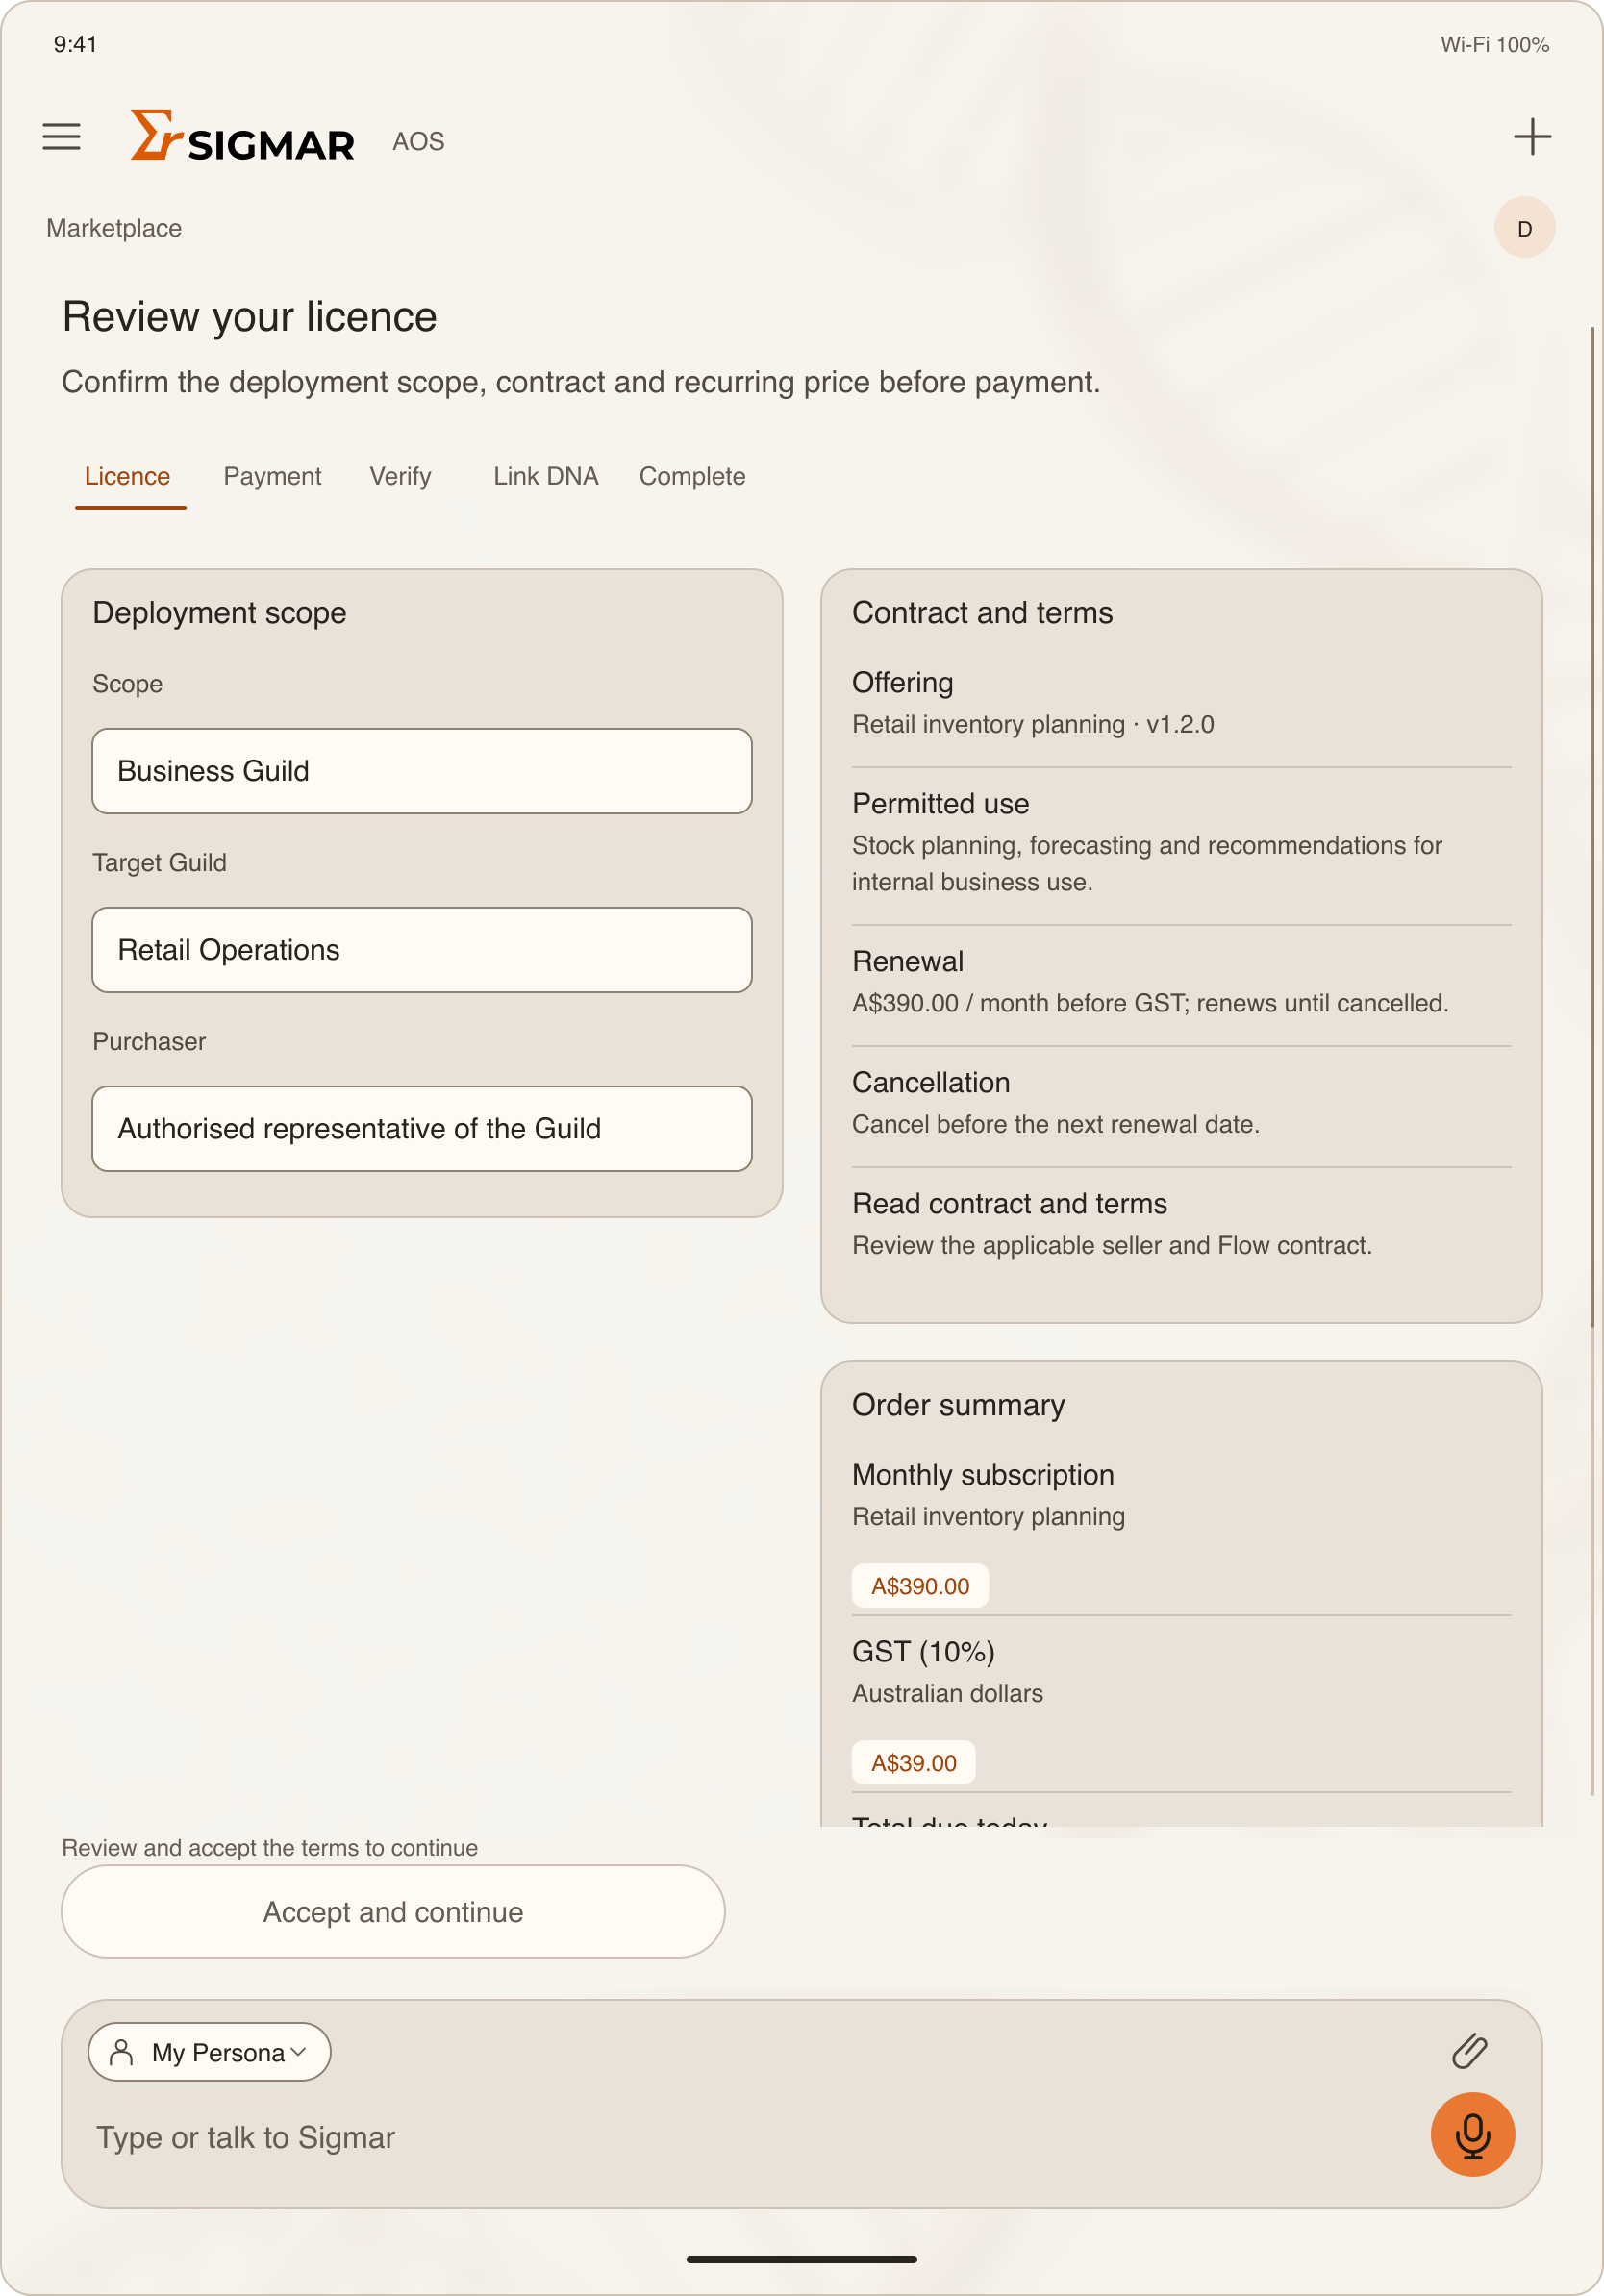 9:41
Wi-Fi 100%
SIGMAR
AOS
Marketplace
D
Review your licence
Confirm the deployment scope, contract and recurring price before payment.
Licence
Payment
Verify
Link DNA
Complete
Deployment scope
Scope
Business Guild
Target Guild
Retail Operations
Purchaser
Authorised representative of the Guild
Contract and terms
Offering
Retail inventory planning · v1.2.0
Permitted use
Stock planning, forecasting and recommendations for
internal business use.
Renewal
A$390.00 / month before GST; renews until cancelled.
Cancellation
Cancel before the next renewal date.
Read contract and terms
Review the applicable seller and Flow contract.
Order summary
Monthly subscription
Retail inventory planning
A$390.00
GST (10%)
Australian dollars
A$39.00
Total due today
Review and accept the terms to continue
Accept and continue
My Persona
Type or talk to Sigmar